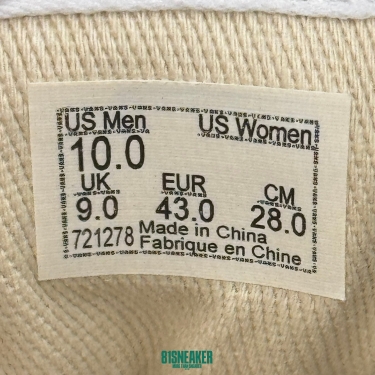 US Men US Women
10.0
UK EUR CM
9.0 43.0 28.0
721278 Made in China
Fabrique en Chine
81SNEAKER